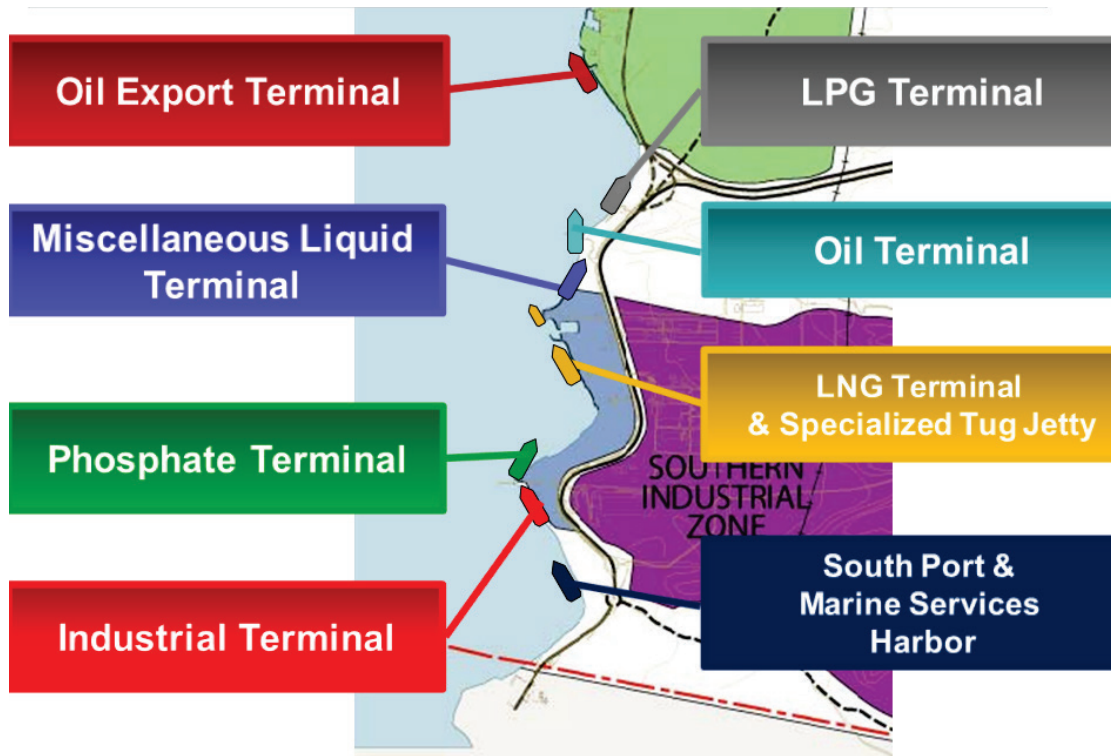 Oil Export Terminal
LPG Terminal
Miscellaneous Liquid
Terminal
Oil Terminal
LNG Terminal
& Specialized Tug Jetty
Phosphate Terminal
SOUTHERN
INDUSTRIAL
ZONE
Industrial Terminal
South Port &
Marine Services
Harbor